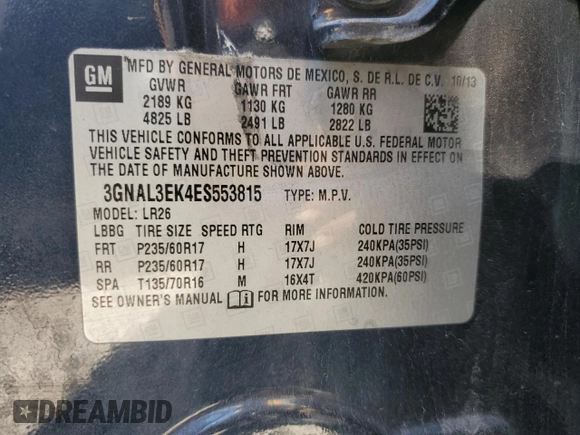 GM
MFD BY GENERAL MOTORS DE MEXICO, S. DE R.L. DE C.V. 10/13
GVWR GAWR FRT GAWR RR
2189 KG 1130 KG 1280 KG
4825 LB 2491 LB 2822 LB
THIS VEHICLE CONFORMS TO ALL APPLICABLE U.S. FEDERAL MOTOR
VEHICLE SAFETY AND THEFT PREVENTION STANDARDS IN EFFECT ON
THE DATE OF MANUFACTURE SHOWN ABOVE.
3GNAL3EK4ES553815 TYPE: M.P.V.
MODEL: LR26
LBBG TIRE SIZE SPEED RTG RIM COLD TIRE PRESSURE
FRT P235/60R17 H 17X7J 240KPA(35PSI)
RR P235/60R17 H 17X7J 240KPA(35PSI)
SPA T135/70R16 M 16X4T 420KPA(60PSI)
SEE OWNER'S MANUAL i FOR MORE INFORMATION.
DREAMBID